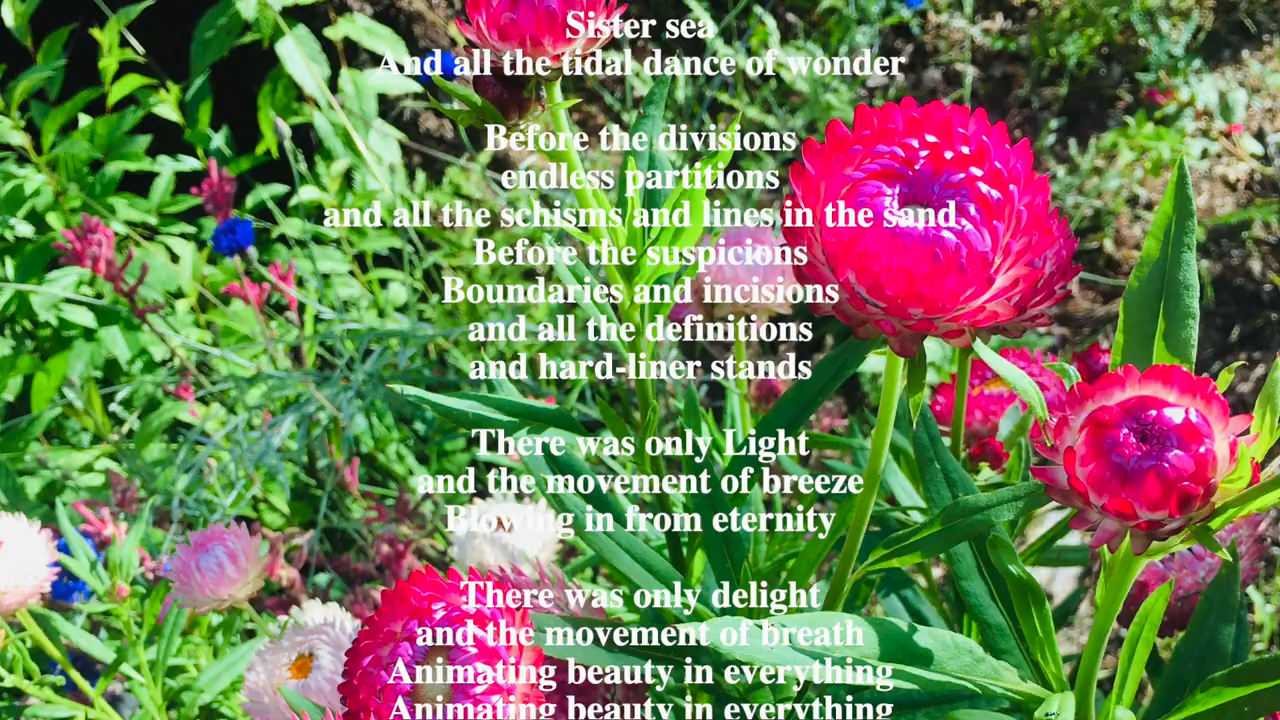 Sister sea
And all the tidal dance of wonder
Before the divisions
endless partitions
and all the schisms and lines in the sand
Before the suspicions
Boundaries and incisions
and all the definitions
and hard-liner stands
There was only Light
and the movement of breeze
Blowing in from eternity
There was only delight
and the movement of breath
Animating beauty in everything
Animating beauty in everything